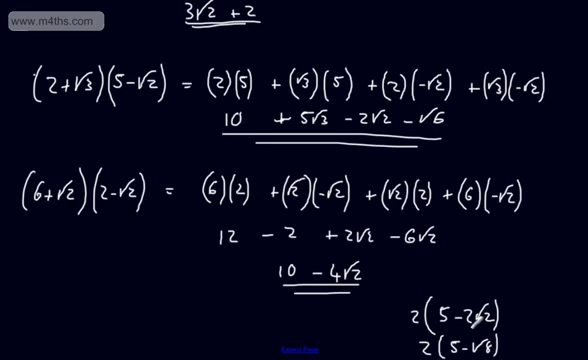 www.m4ths.com
3√2 + 2
(2+√3)(5-√2) = (2)(5) + (√3)(5) + (2)(-√2) + (√3)(-√2)
10 + 5√3 - 2√2 - √6
(6+√2)(2-√2) = (6)(2) + (√2)(-√2) + (√2)(2) + (6)(-√2)
12 - 2 + 2√2 - 6√2
10 - 4√2
2(5-2√2)
2(5-√8)